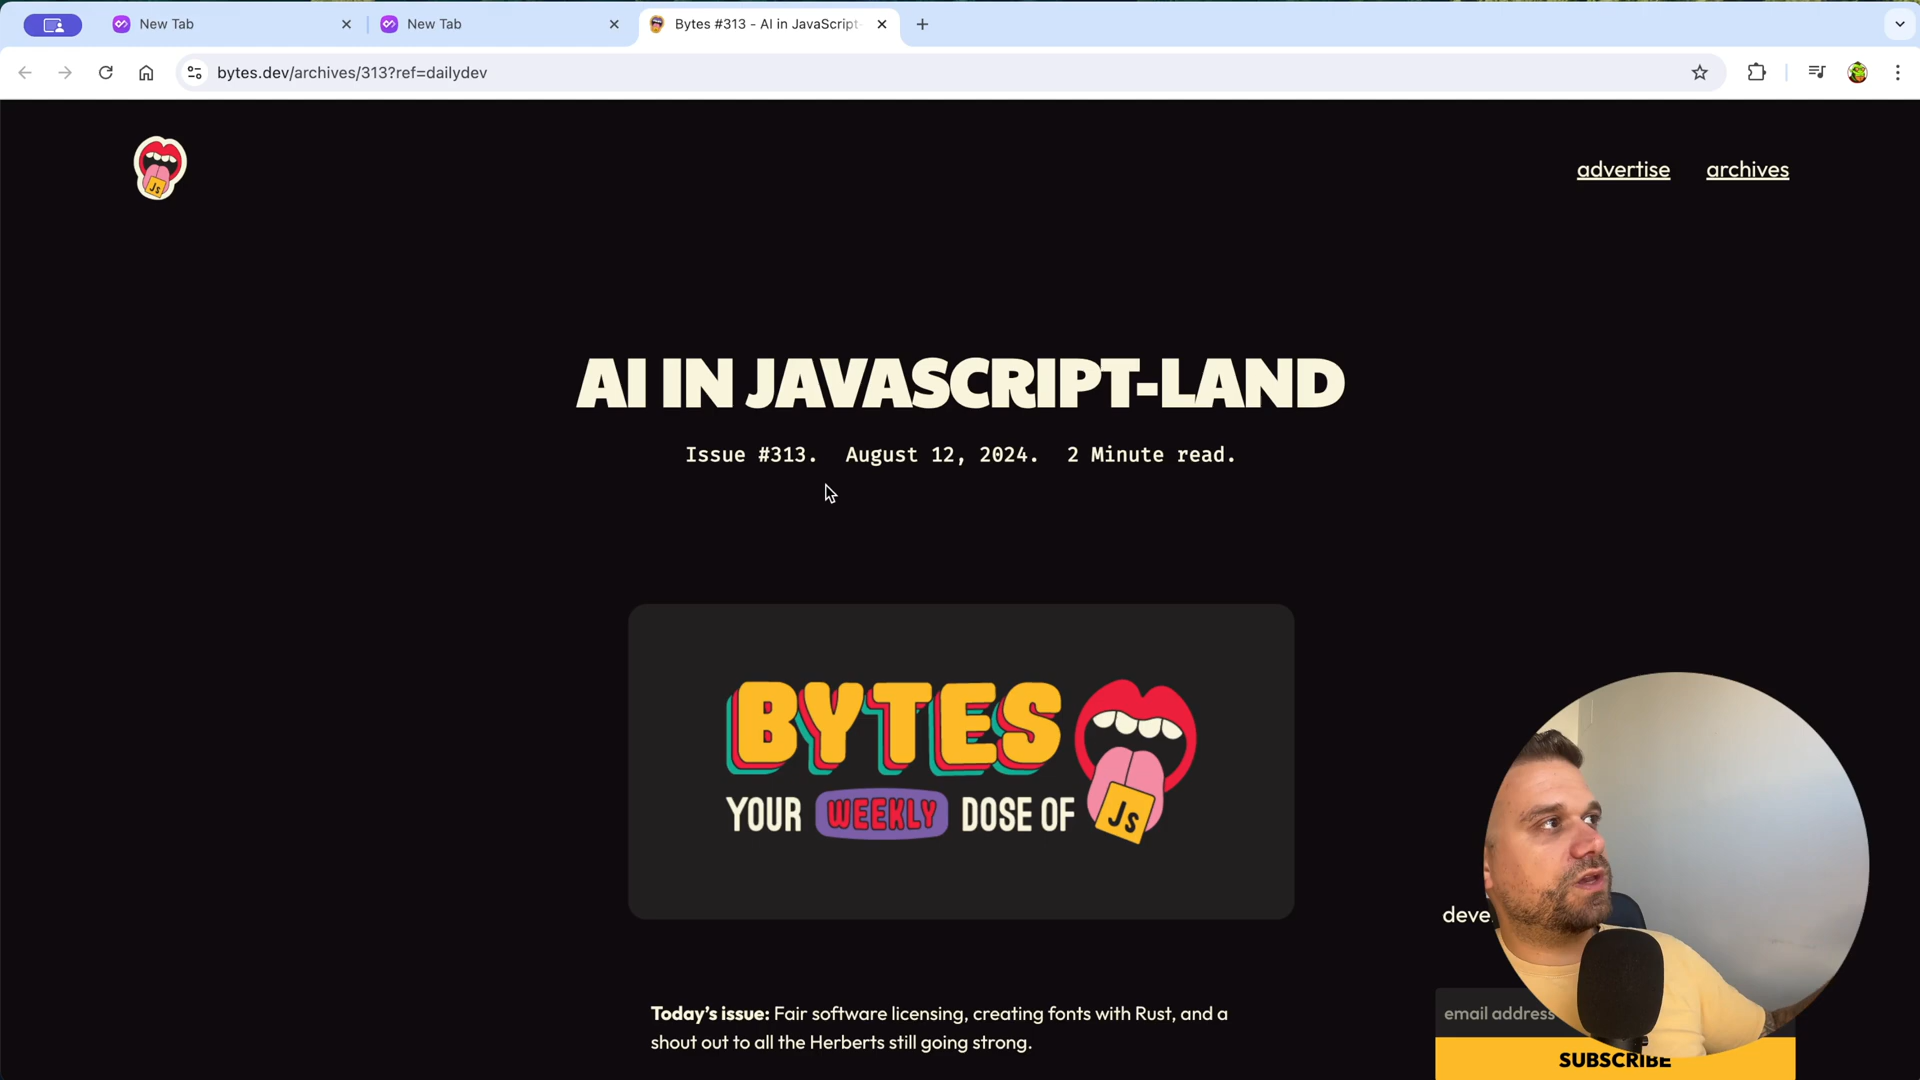 New Tab
New Tab
Bytes #313 - AI in JavaScript-
bytes.dev/archives/313?ref=dailydev
JS
advertise
archives
AI IN JAVASCRIPT-LAND
Issue #313. August 12, 2024. 2 Minute read.
BYTES
YOUR WEEKLY DOSE OF
JS
deve
Today's issue: Fair software licensing, creating fonts with Rust, and a
shout out to all the Herberts still going strong.
email address
SUBSCRIBE